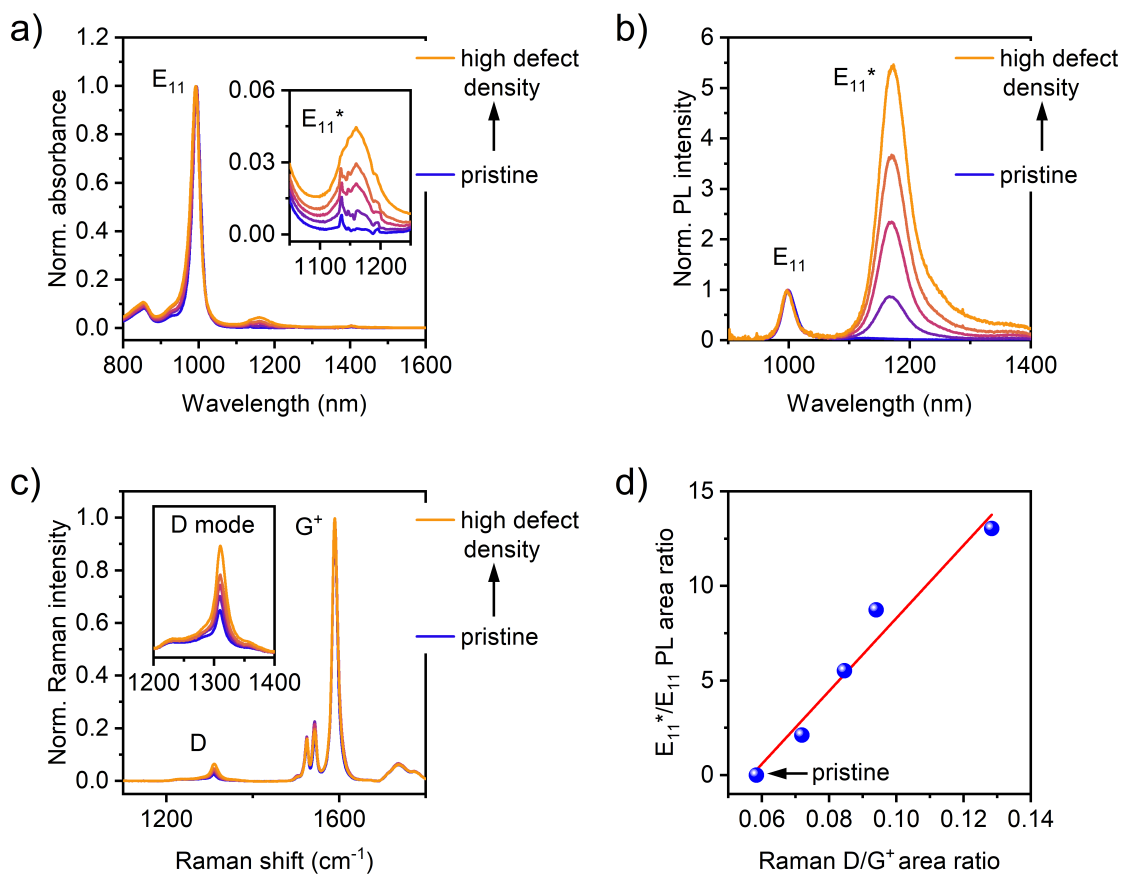 a)
1.2
1.0
0.8
0.6
0.4
0.2
0.0
Norm. absorbance
E11
800 1000 1200 1400 1600
Wavelength (nm)
0.06
0.03
0.00
E11*
1100 1200
high defect
density
pristine
b)
6
5
4
3
2
1
0
Norm. PL intensity
E11
E11*
1000 1200 1400
Wavelength (nm)
high defect
density
pristine
c)
1.0
0.8
0.6
0.4
0.2
0.0
Norm. Raman intensity
D mode
1200 1300 1400
G+
D
1200 1600
Raman shift (cm-1)
high defect
density
pristine
d)
15
10
5
0
E11*/E11 PL area ratio
pristine
0.06 0.08 0.10 0.12 0.14
Raman D/G+ area ratio